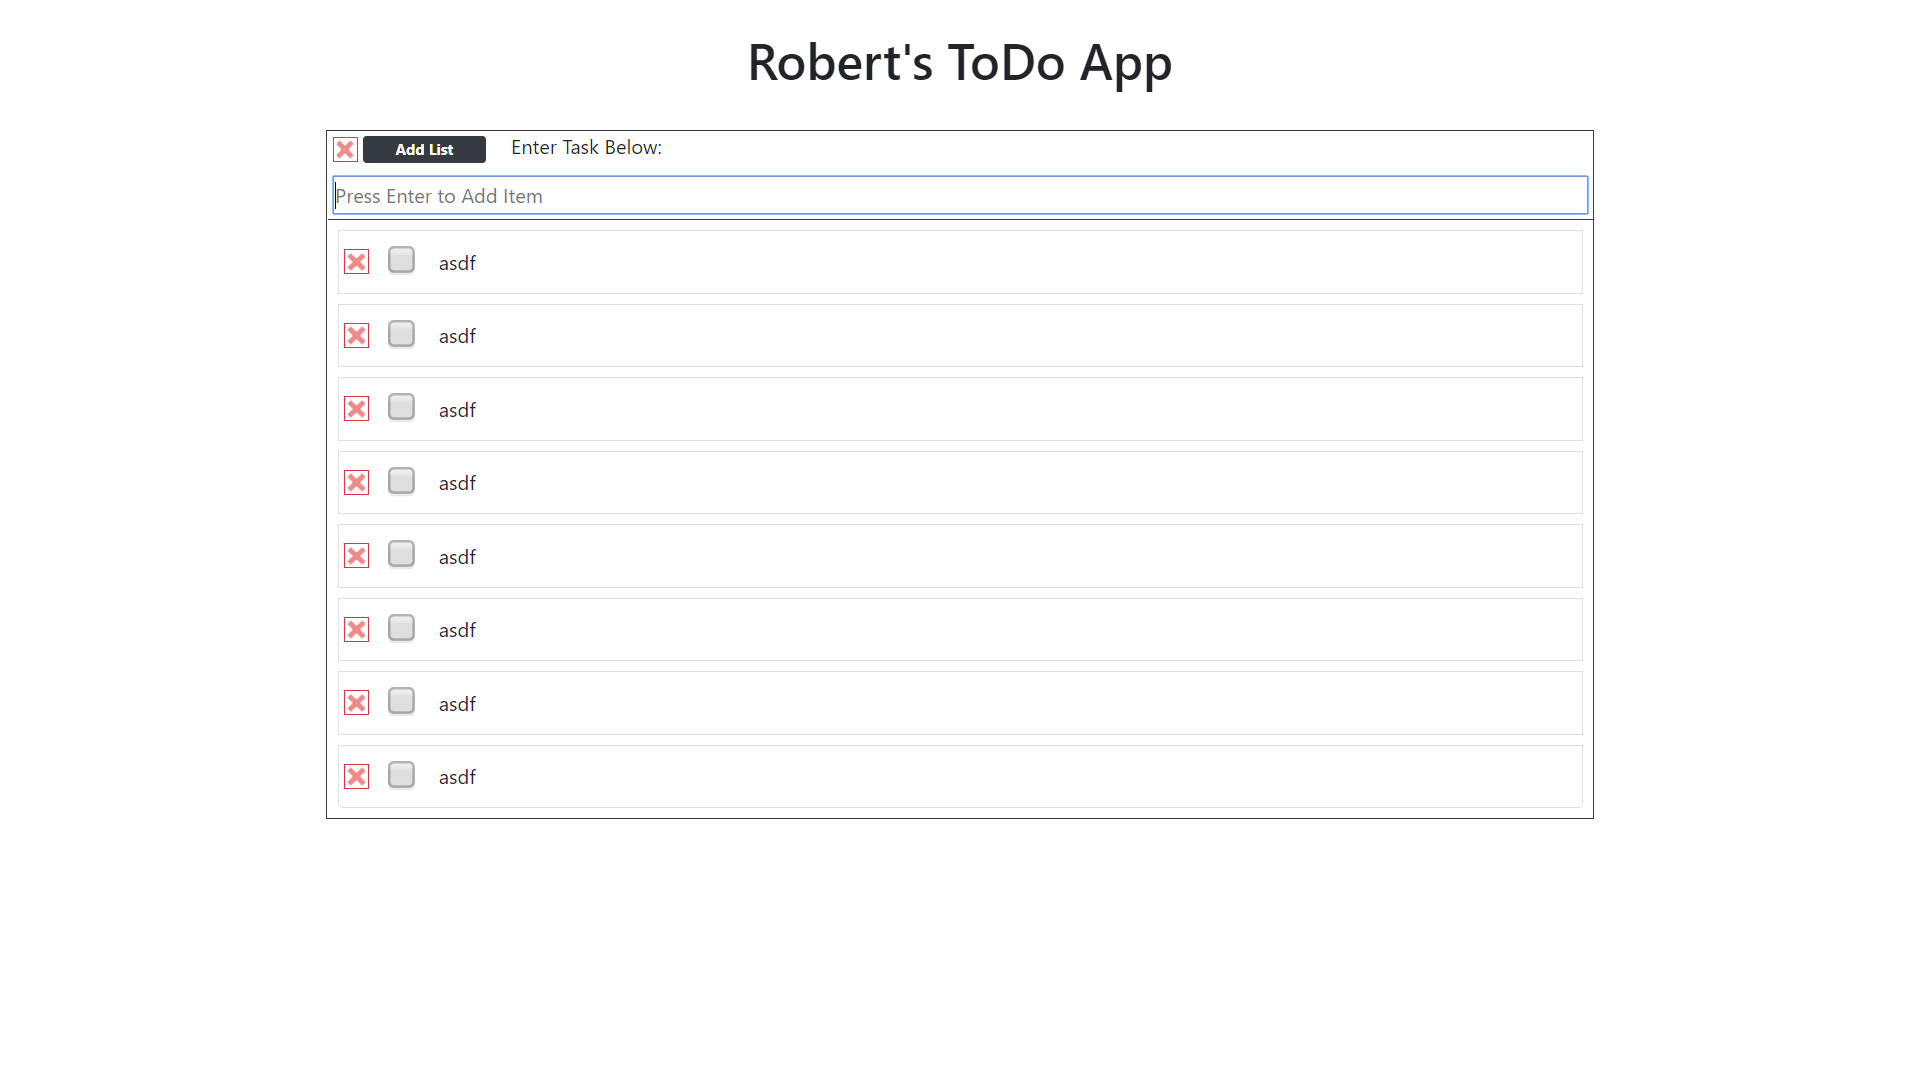 Robert's ToDo App
Add List Enter Task Below:
Press Enter to Add Item
asdf
asdf
asdf
asdf
asdf
asdf
asdf
asdf